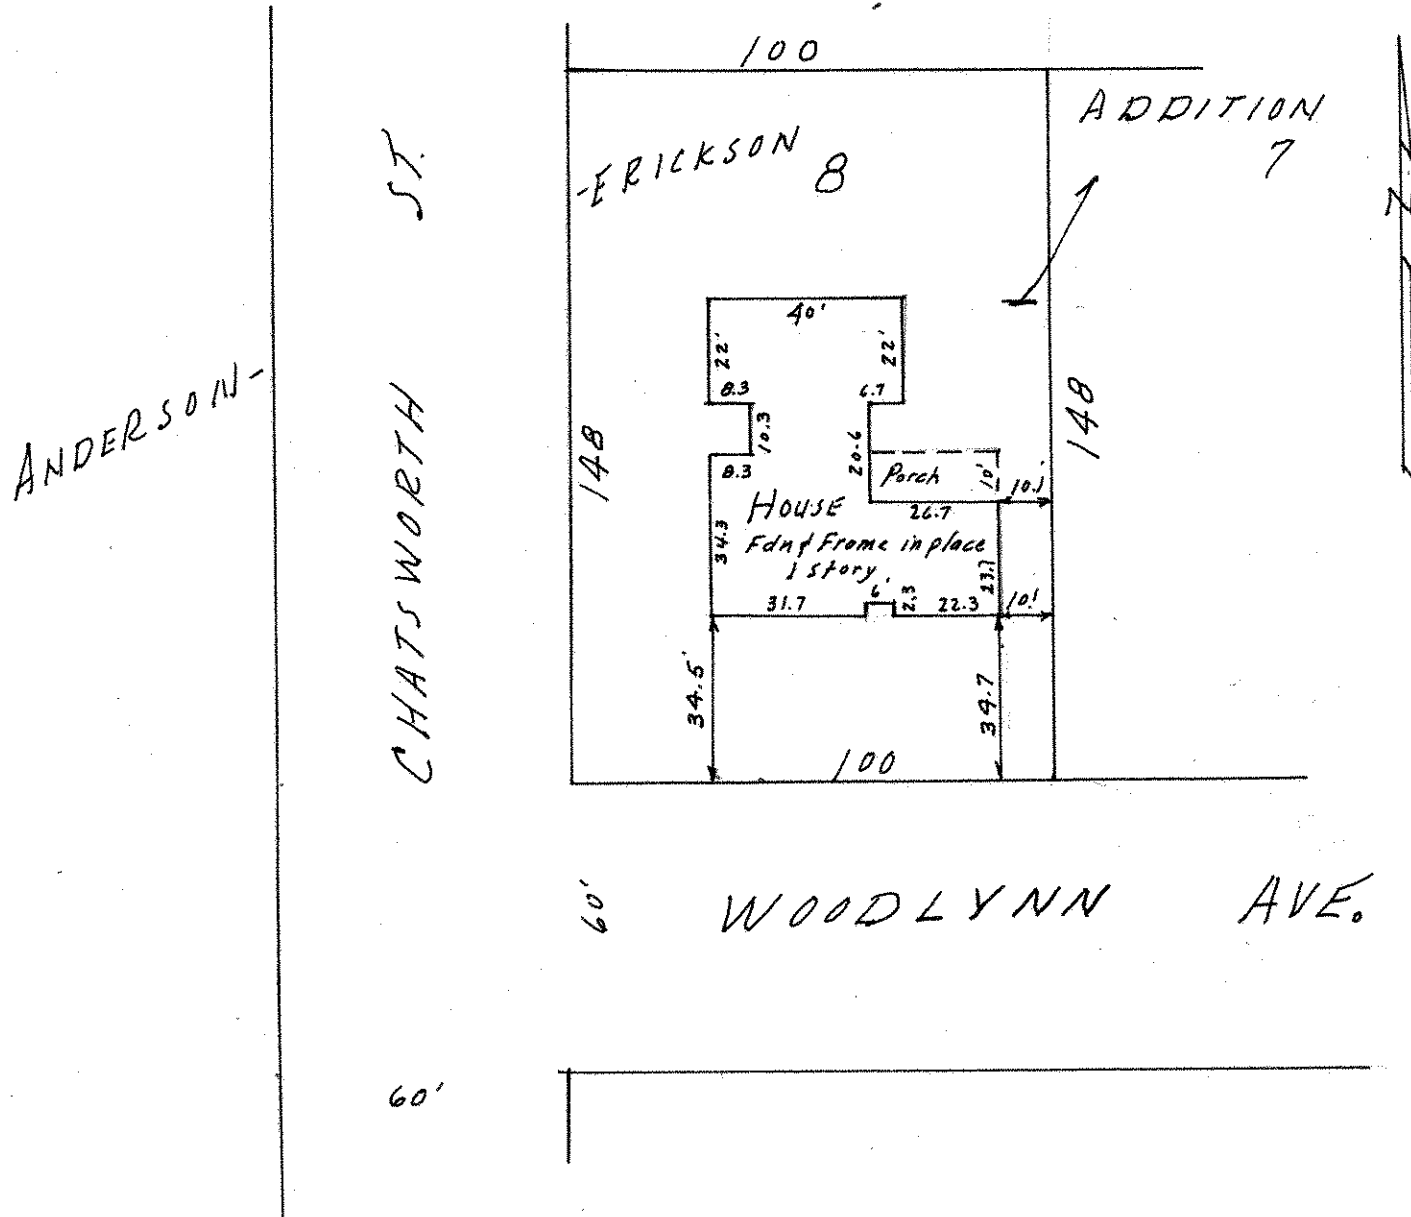 100
ADDITION
7
-ERICKSON
8
CHATSWORTH ST.
ANDERSON-
N
40'
22'
22'
8.3
6.7
10.3
8.3
20.6
Porch
10'
10.1'
26.7
148
148
HOUSE
Fdn & Frame in place
1 story
34.3
23.7
31.7
6'
2.3
22.3
10.1
34.5'
34.7
100
60'
WOODLYNN AVE.
60'